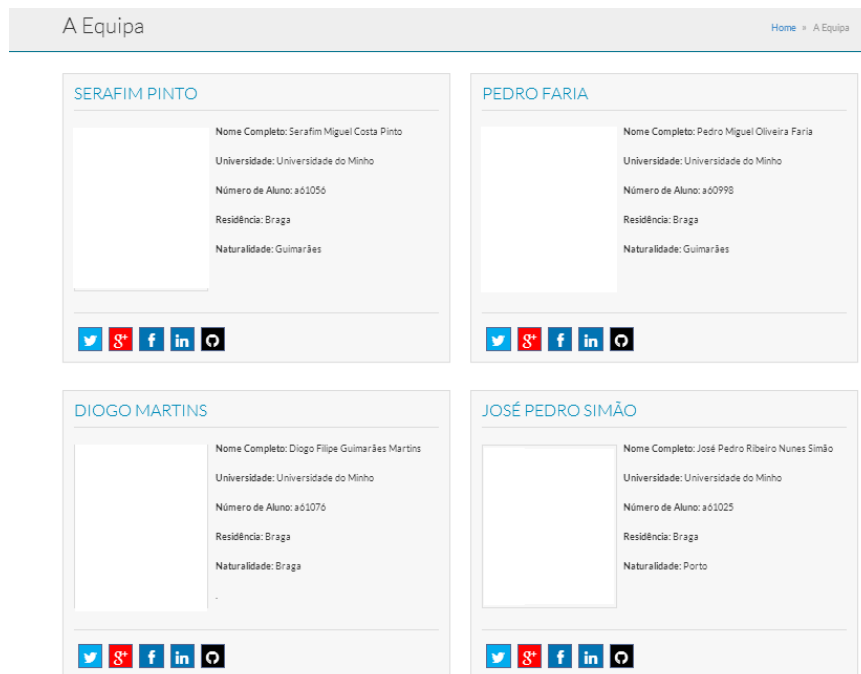 A Equipa
Home » A Equipa
SERAFIM PINTO
Nome Completo: Serafim Miguel Costa Pinto
Universidade: Universidade do Minho
Número de Aluno: a61056
Residência: Braga
Naturalidade: Guimarães
PEDRO FARIA
Nome Completo: Pedro Miguel Oliveira Faria
Universidade: Universidade do Minho
Número de Aluno: a60998
Residência: Braga
Naturalidade: Guimarães
DIOGO MARTINS
Nome Completo: Diogo Filipe Guimarães Martins
Universidade: Universidade do Minho
Número de Aluno: a61076
Residência: Braga
Naturalidade: Braga
.
JOSÉ PEDRO SIMÃO
Nome Completo: José Pedro Ribeiro Nunes Simão
Universidade: Universidade do Minho
Número de Aluno: a61025
Residência: Braga
Naturalidade: Porto